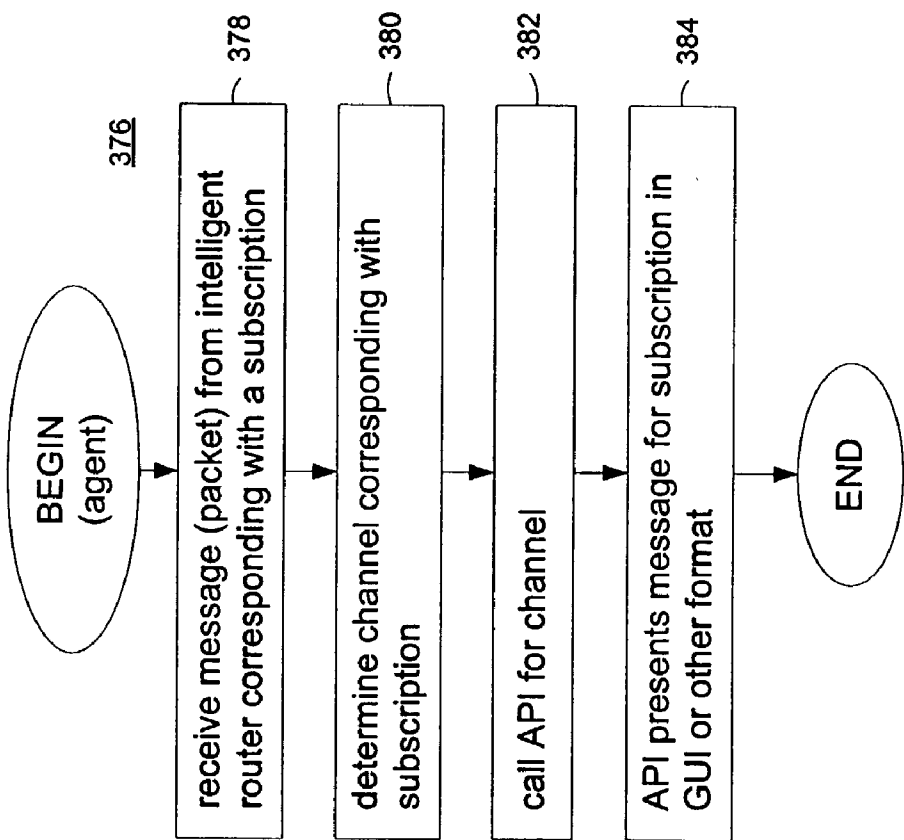 376
BEGIN
(agent)
receive message (packet) from intelligent
router corresponding with a subscription
378
determine channel corresponding with
subscription
380
call API for channel
382
API presents message for subscription in
GUI or other format
384
END